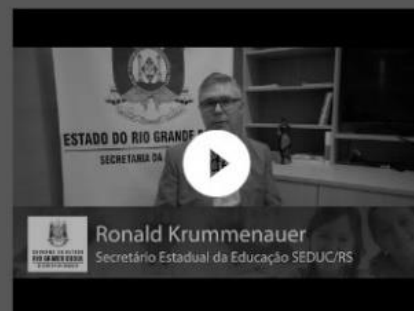 ESTADO DO RIO GRANDE
SECRETARIA DA
Ronald Krummenauer
Secretário Estadual da Educação SEDUC/RS